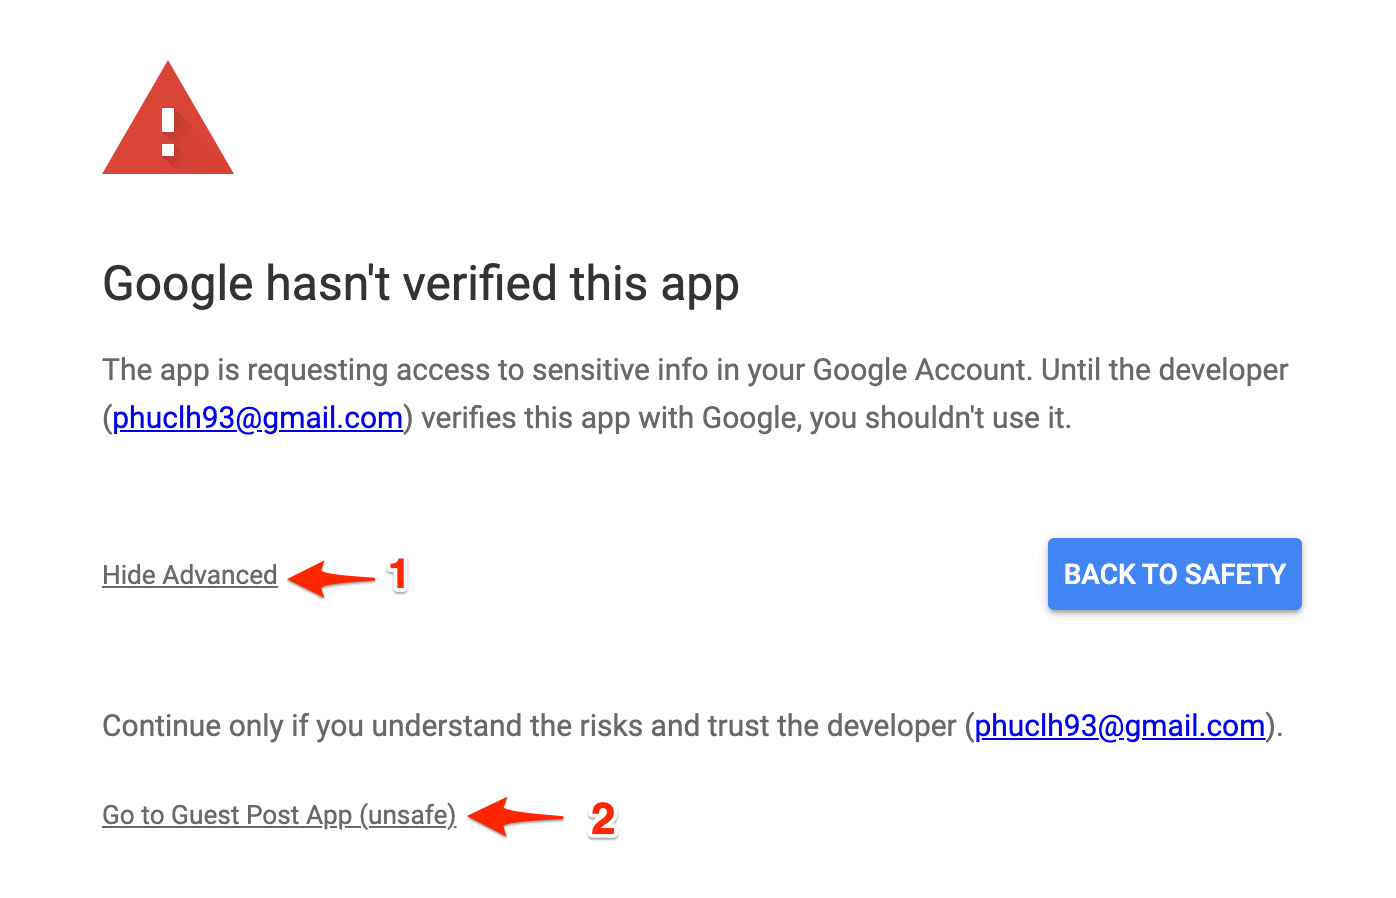 Google hasn't verified this app
The app is requesting access to sensitive info in your Google Account. Until the developer
(phuclh93@gmail.com) verifies this app with Google, you shouldn't use it.
Hide Advanced 1 BACK TO SAFETY
Continue only if you understand the risks and trust the developer (phuclh93@gmail.com).
Go to Guest Post App (unsafe) 2